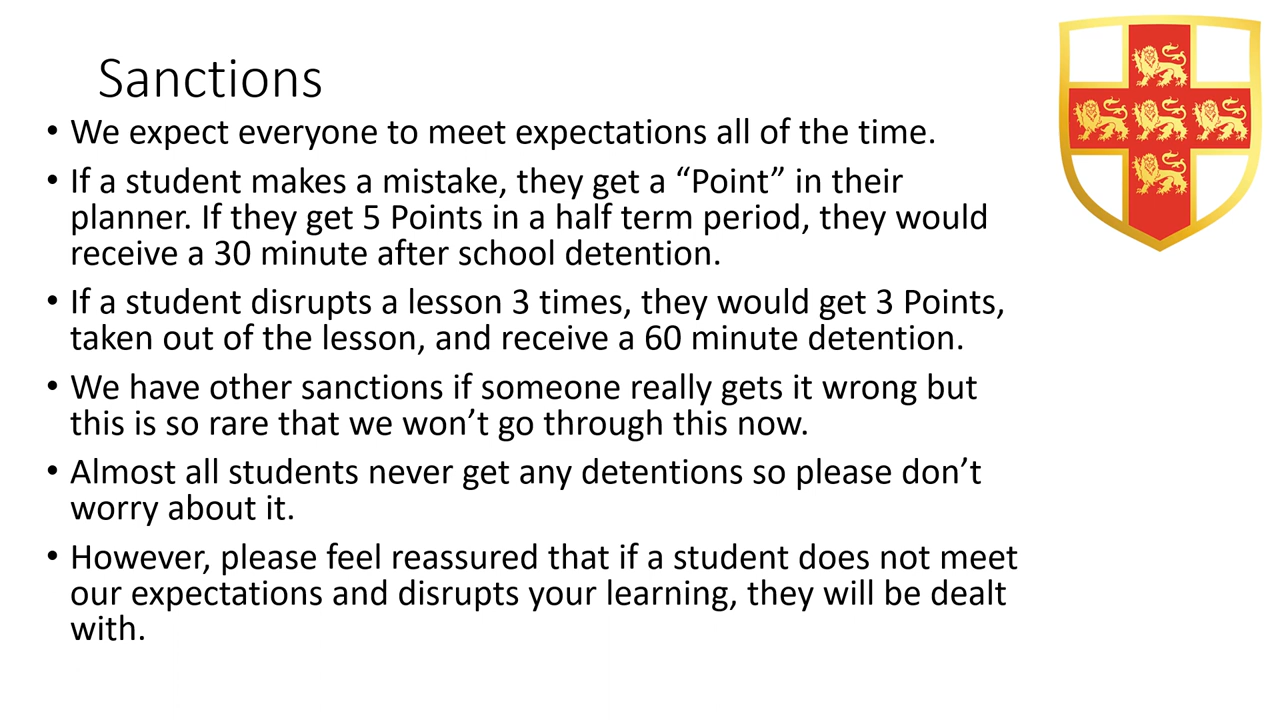 Sanctions
• We expect everyone to meet expectations all of the time.
• If a student makes a mistake, they get a “Point” in their
planner. If they get 5 Points in a half term period, they would
receive a 30 minute after school detention.
• If a student disrupts a lesson 3 times, they would get 3 Points,
taken out of the lesson, and receive a 60 minute detention.
• We have other sanctions if someone really gets it wrong but
this is so rare that we won’t go through this now.
• Almost all students never get any detentions so please don’t
worry about it.
• However, please feel reassured that if a student does not meet
our expectations and disrupts your learning, they will be dealt
with.